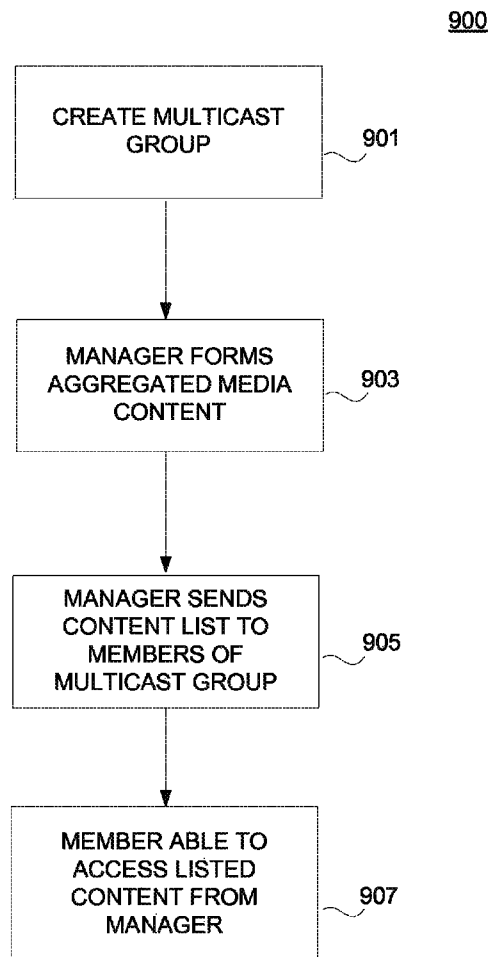 900
CREATE MULTICAST
GROUP
901
MANAGER FORMS
AGGREGATED MEDIA
CONTENT
903
MANAGER SENDS
CONTENT LIST TO
MEMBERS OF
MULTICAST GROUP
905
MEMBER ABLE TO
ACCESS LISTED
CONTENT FROM
MANAGER
907